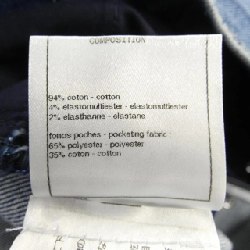 COMPOSITION
94% coton - cotton
4% elastomultiester - elastomultiester
2% elasthanne - elastane
fonds poches - pocketing fabric
65% polyester - polyester
35% coton - cotton